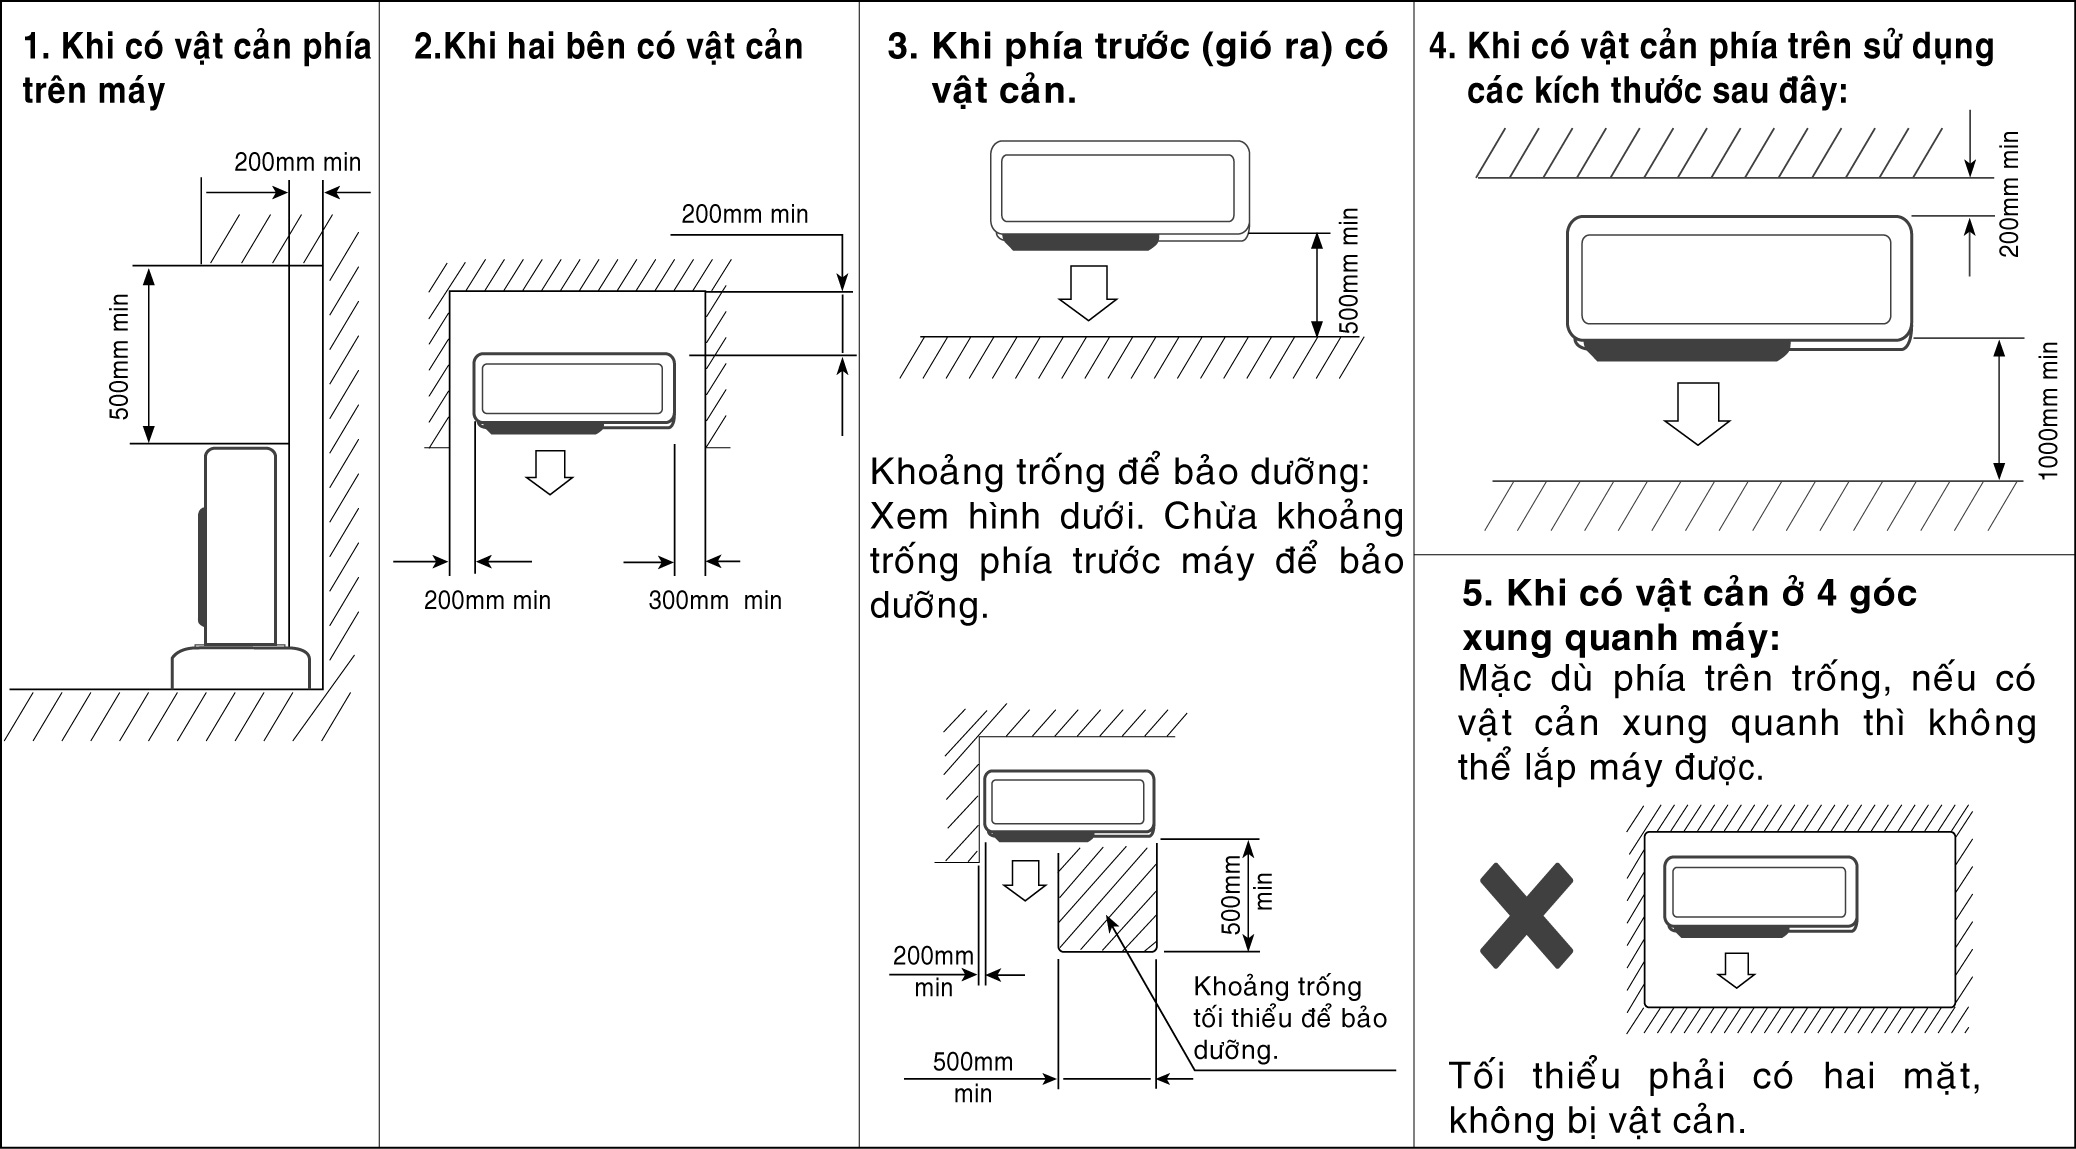 1. Khi có vật cản phía
trên máy
200mm min
500mm min
2.Khi hai bên có vật cản
200mm min
200mm min
300mm min
3. Khi phía trước (gió ra) có
vật cản.
500mm min
Khoảng trống để bảo dưỡng:
Xem hình dưới. Chừa khoảng
trống phía trước máy để bảo
dưỡng.
500mm
min
200mm
min
Khoảng trống
tối thiểu để bảo
dưỡng.
500mm
min
4. Khi có vật cản phía trên sử dụng
các kích thước sau đây:
200mm min
1000mm min
5. Khi có vật cản ở 4 góc
xung quanh máy:
Mặc dù phía trên trống, nếu có
vật cản xung quanh thì không
thể lắp máy được.
Tối thiểu phải có hai mặt,
không bị vật cản.